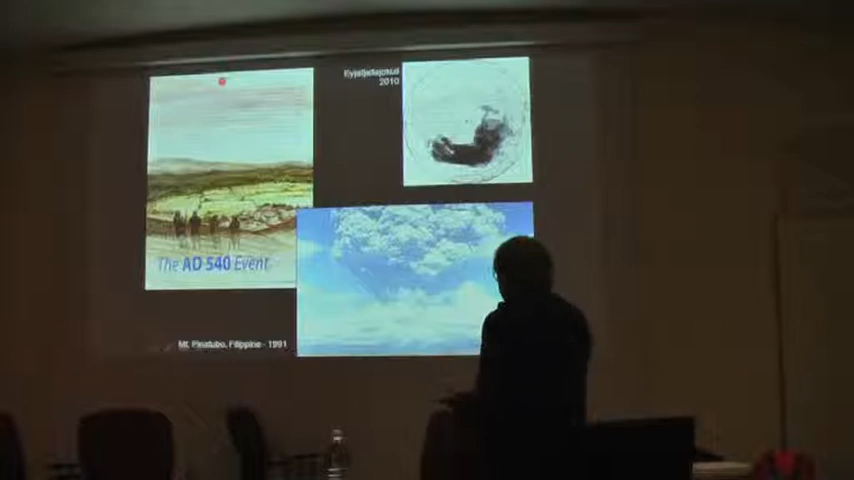 Eyjafjallajokull
2010
The AD 540 Event
Mt. Pinatubo, Filippine - 1991